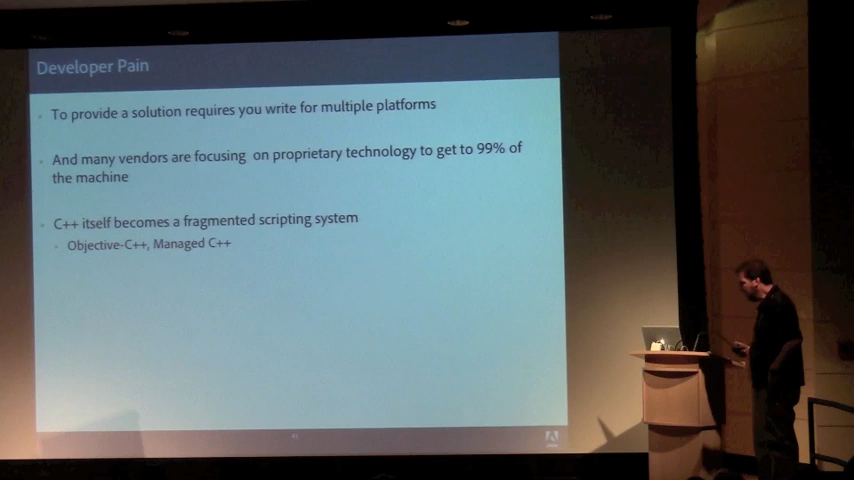 Developer Pain
To provide a solution requires you write for multiple platforms
And many vendors are focusing on proprietary technology to get to 99% of
the machine
C++ itself becomes a fragmented scripting system
Objective-C++, Managed C++